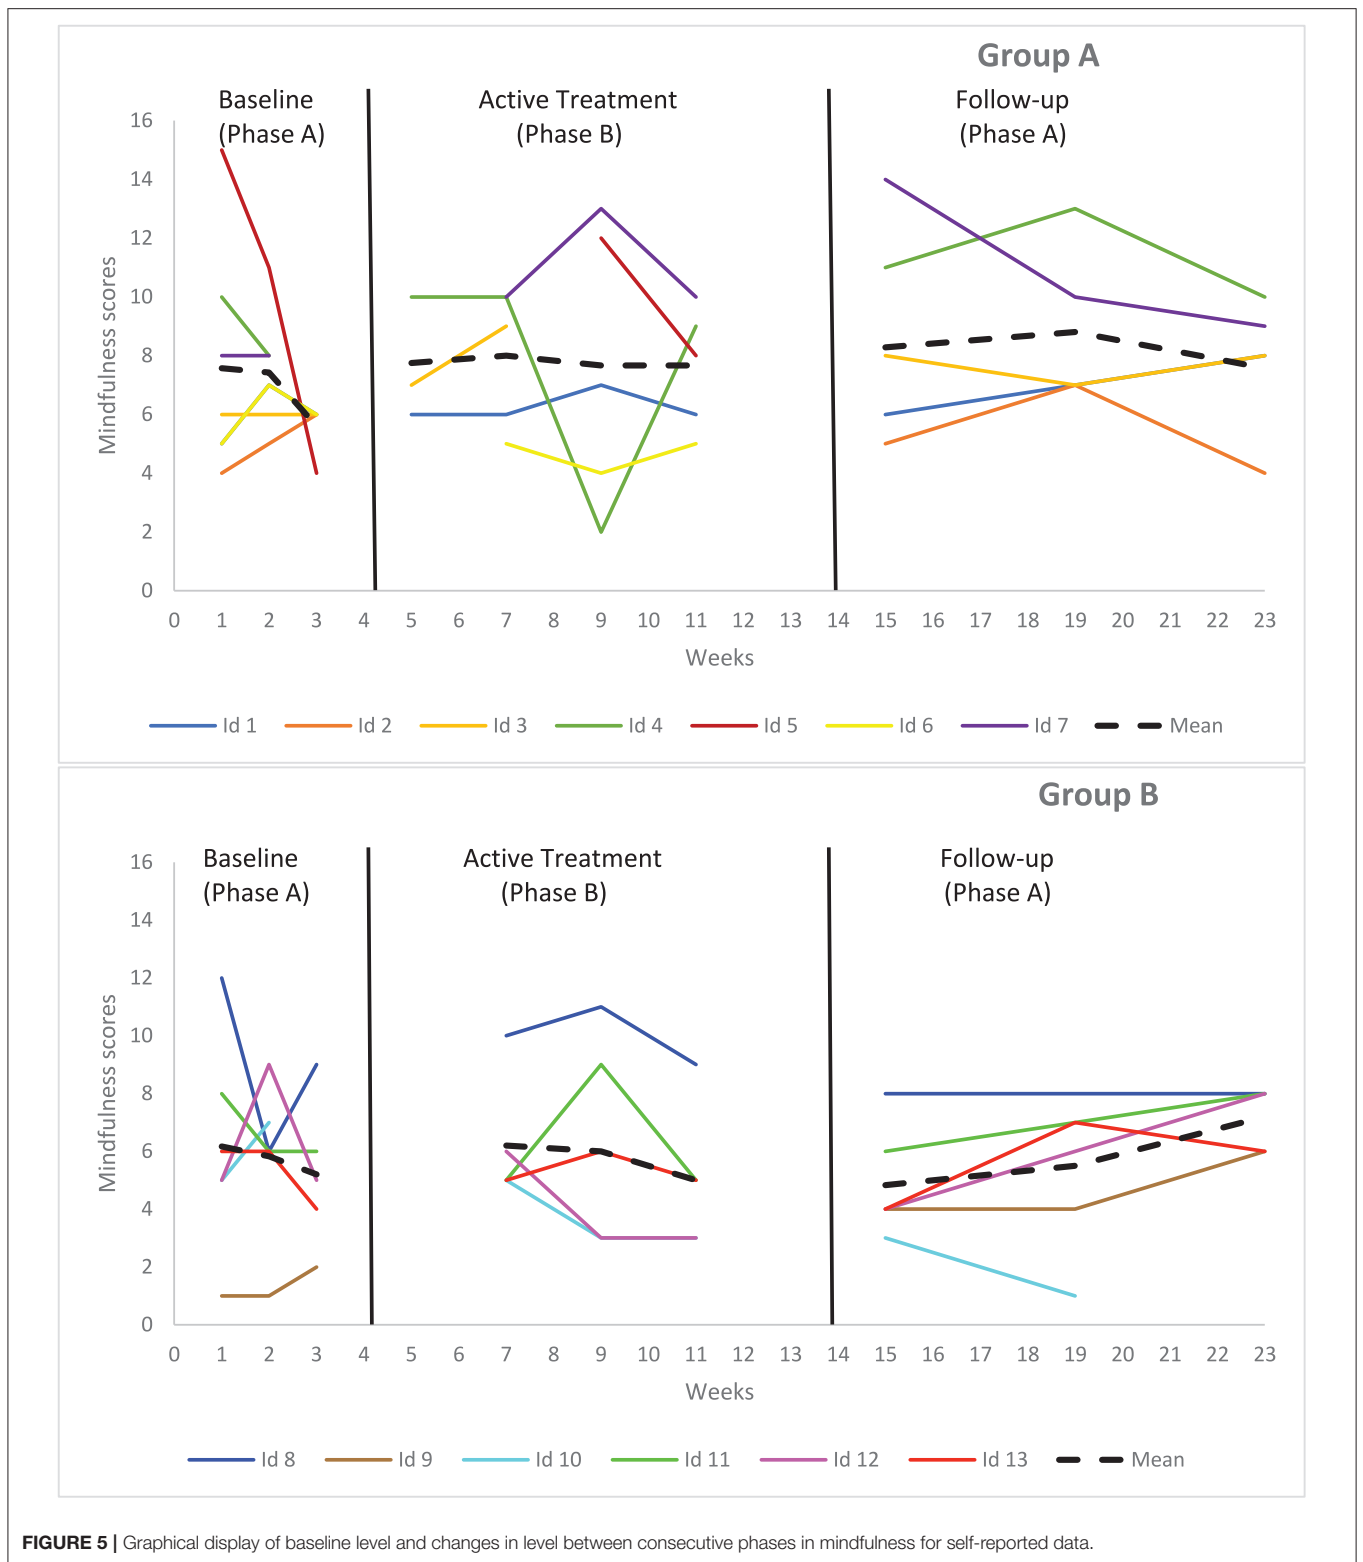 Group A
Baseline
(Phase A)
Active Treatment
(Phase B)
Follow-up
(Phase A)
16
14
12
10
8
6
4
2
0
Mindfulness scores
0 1 2 3 4 5 6 7 8 9 10 11 12 13 14 15 16 17 18 19 20 21 22 23
Weeks
Id 1 Id 2 Id 3 Id 4 Id 5 Id 6 Id 7 Mean
Group B
Baseline
(Phase A)
Active Treatment
(Phase B)
Follow-up
(Phase A)
16
14
12
10
8
6
4
2
0
Mindfulness scores
0 1 2 3 4 5 6 7 8 9 10 11 12 13 14 15 16 17 18 19 20 21 22 23
Weeks
Id 8 Id 9 Id 10 Id 11 Id 12 Id 13 Mean
FIGURE 5 | Graphical display of baseline level and changes in level between consecutive phases in mindfulness for self-reported data.